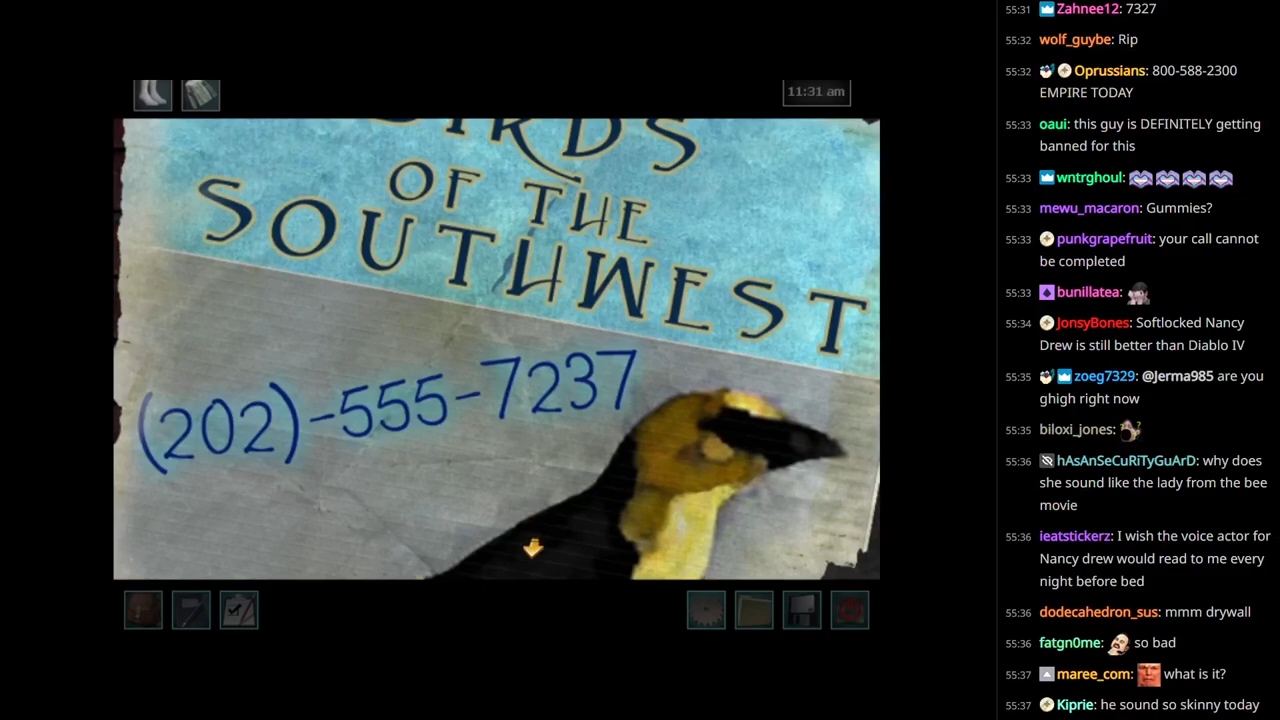 11:31 am
BIRDS
OF THE
SOUTHWEST
(202)-555-7237
55:31 Zahnee12: 7327
55:32 wolf_guybe: Rip
55:32 Oprussians: 800-588-2300
EMPIRE TODAY
55:33 oaui: this guy is DEFINITELY getting
banned for this
55:33 wntrghoul:
55:33 mewu_macaron: Gummies?
55:33 punkgrapefruit: your call cannot
be completed
55:33 bunillatea:
55:34 JonsyBones: Softlocked Nancy
Drew is still better than Diablo IV
55:35 zoeg7329: @Jerma985 are you
ghigh right now
55:35 biloxi_jones:
55:36 hAsAnSeCuRiTyGuArD: why does
she sound like the lady from the bee
movie
55:36 ieatstickerz: I wish the voice actor for
Nancy drew would read to me every
night before bed
55:36 dodecahedron_sus: mmm drywall
55:36 fatgn0me: so bad
55:37 maree_com: what is it?
55:37 Kiprie: he sound so skinny today